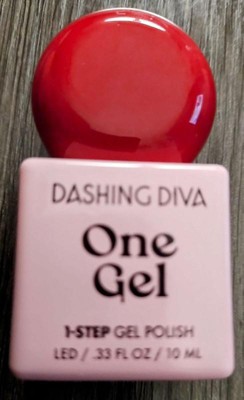 DASHING DIVA
One
Gel
1-STEP GEL POLISH
LED / .33 FL OZ / 10 ML